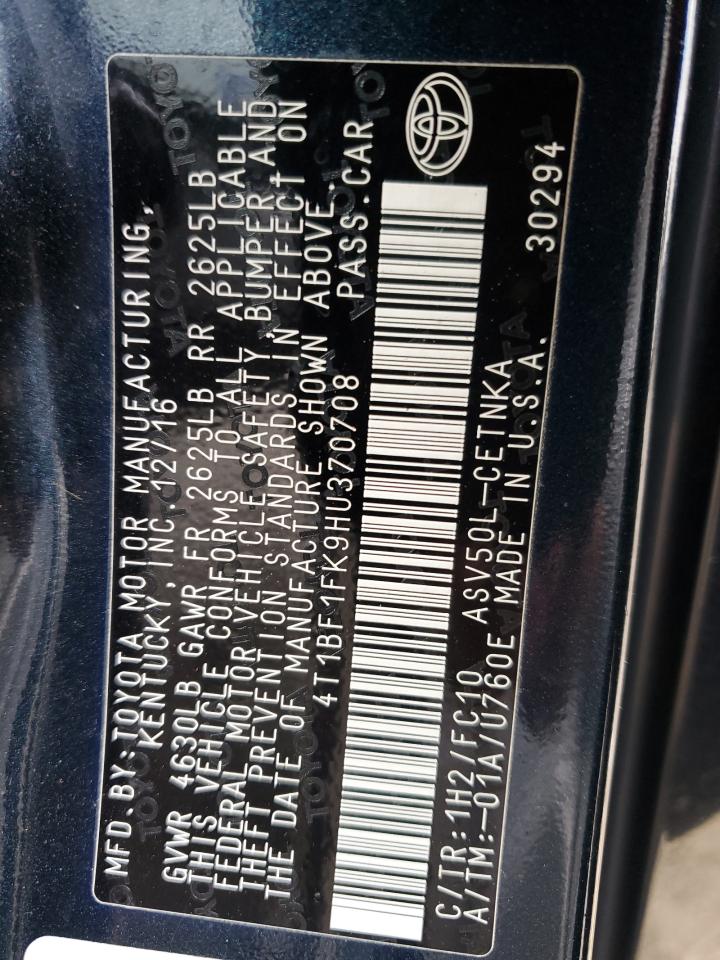 MFD.BY:TOYOTA MOTOR MANUFACTURING,
KENTUCKY,INC.12/16
GVWR 4630LB GAWR FR 2625LB RR 2625LB
THIS VEHICLE CONFORMS TO ALL APPLICABLE
FEDERAL MOTOR VEHICLE SAFETY,BUMPER,AND
THEFT PREVENTION STANDARDS IN EFFECT ON
THE DATE OF MANUFACTURE SHOWN ABOVE.
4T1BF1FK9HU370708 PASS.CAR
C/TR:1H2/FC10 ASV50L-CETNKA
A/TM:-01A/U760E MADE IN U.S.A. 30294